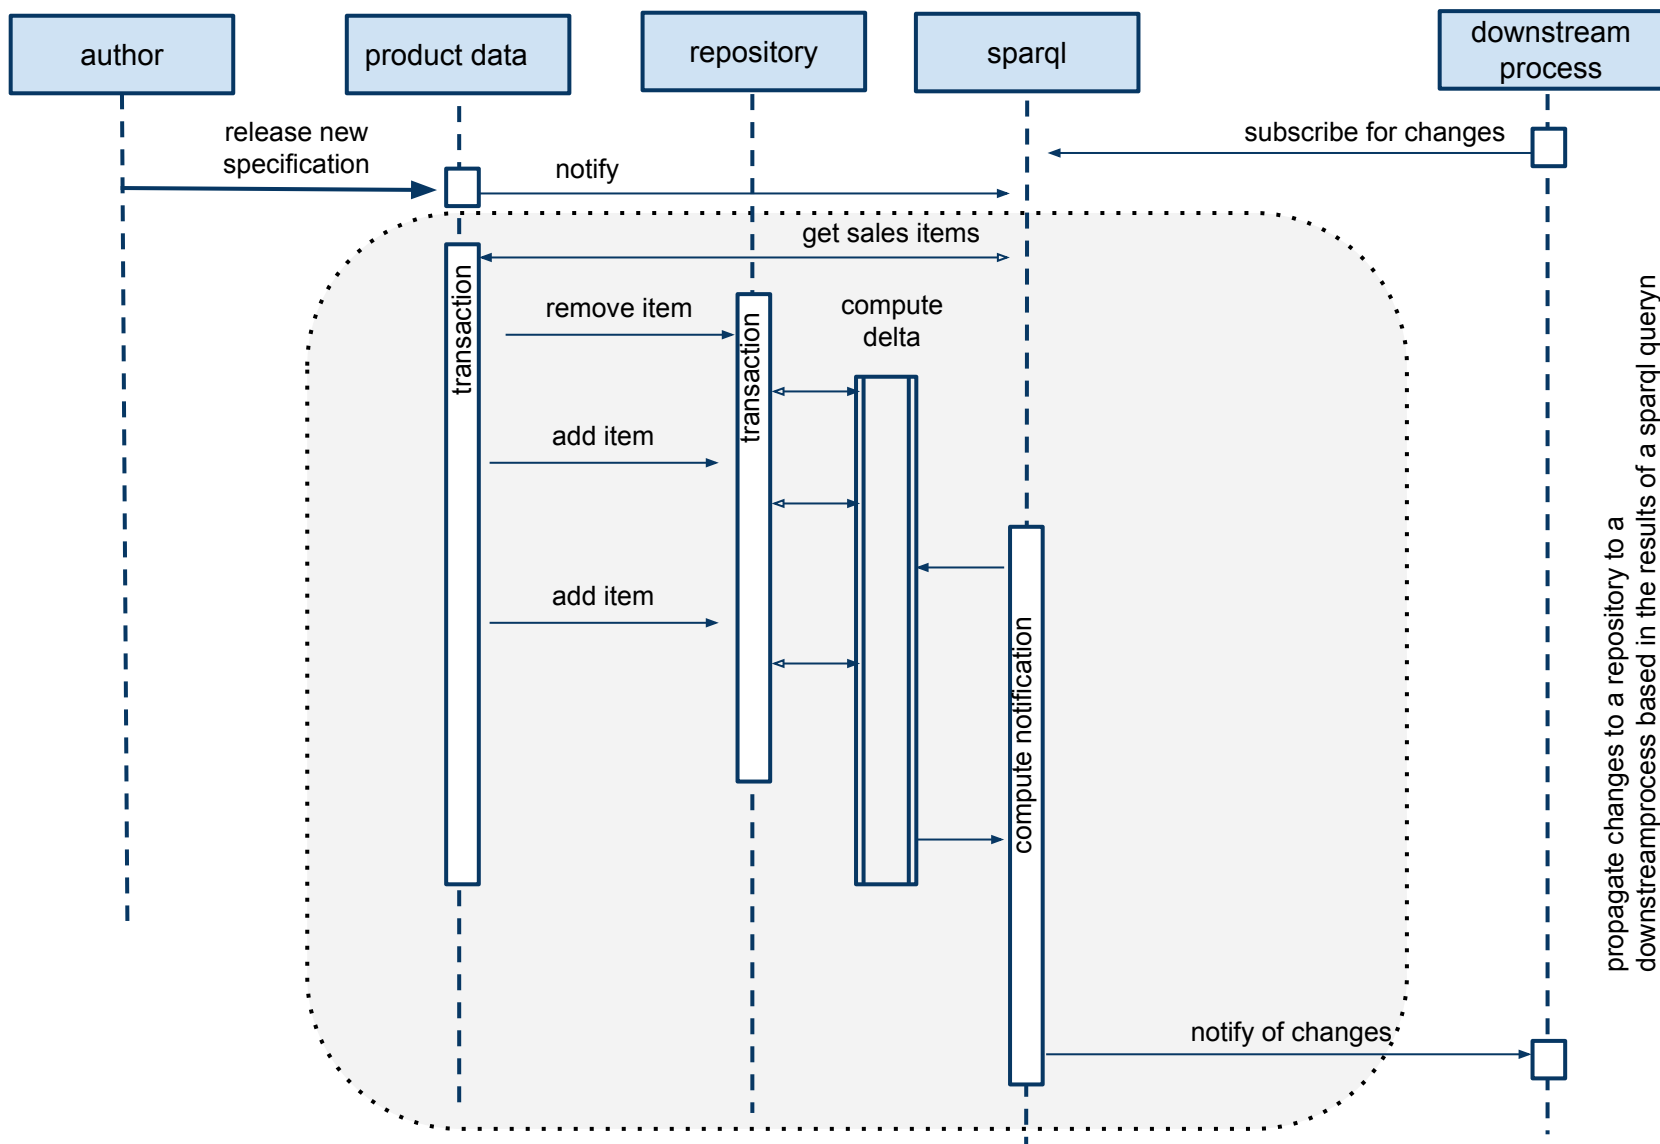 author
product data
repository
sparql
downstream
process
release new
specification
notify
subscribe for changes
get sales items
transaction
remove item
transaction
compute
delta
add item
add item
compute notification
notify of changes
propagate changes to a repository to a
downstreamprocess based in the results of a sparql queryn